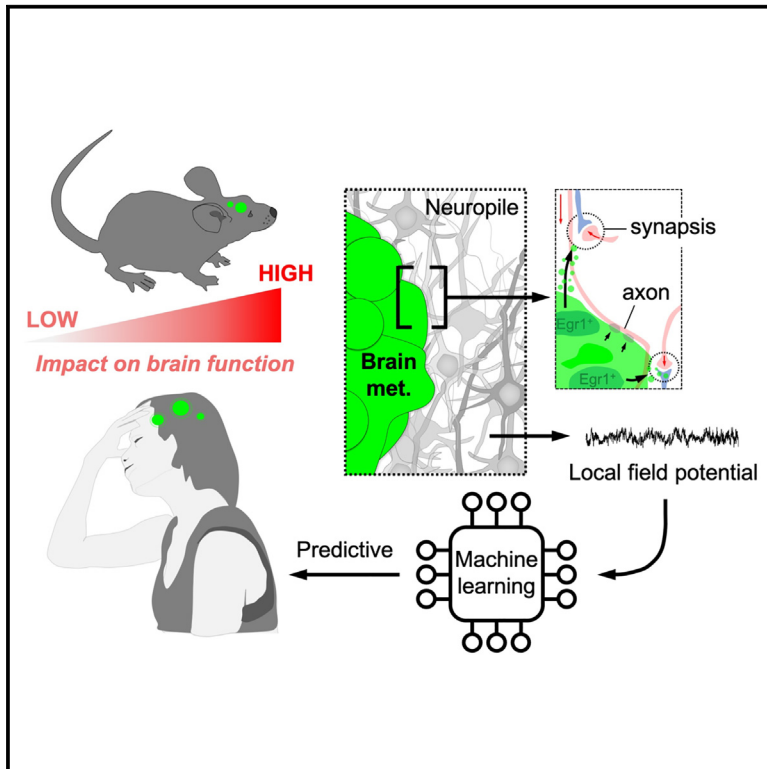 LOW
HIGH
Impact on brain function
Neuropile
Brain
met.
synapsis
axon
Egr1⁺
Egr1⁺
Local field potential
Machine
learning
Predictive